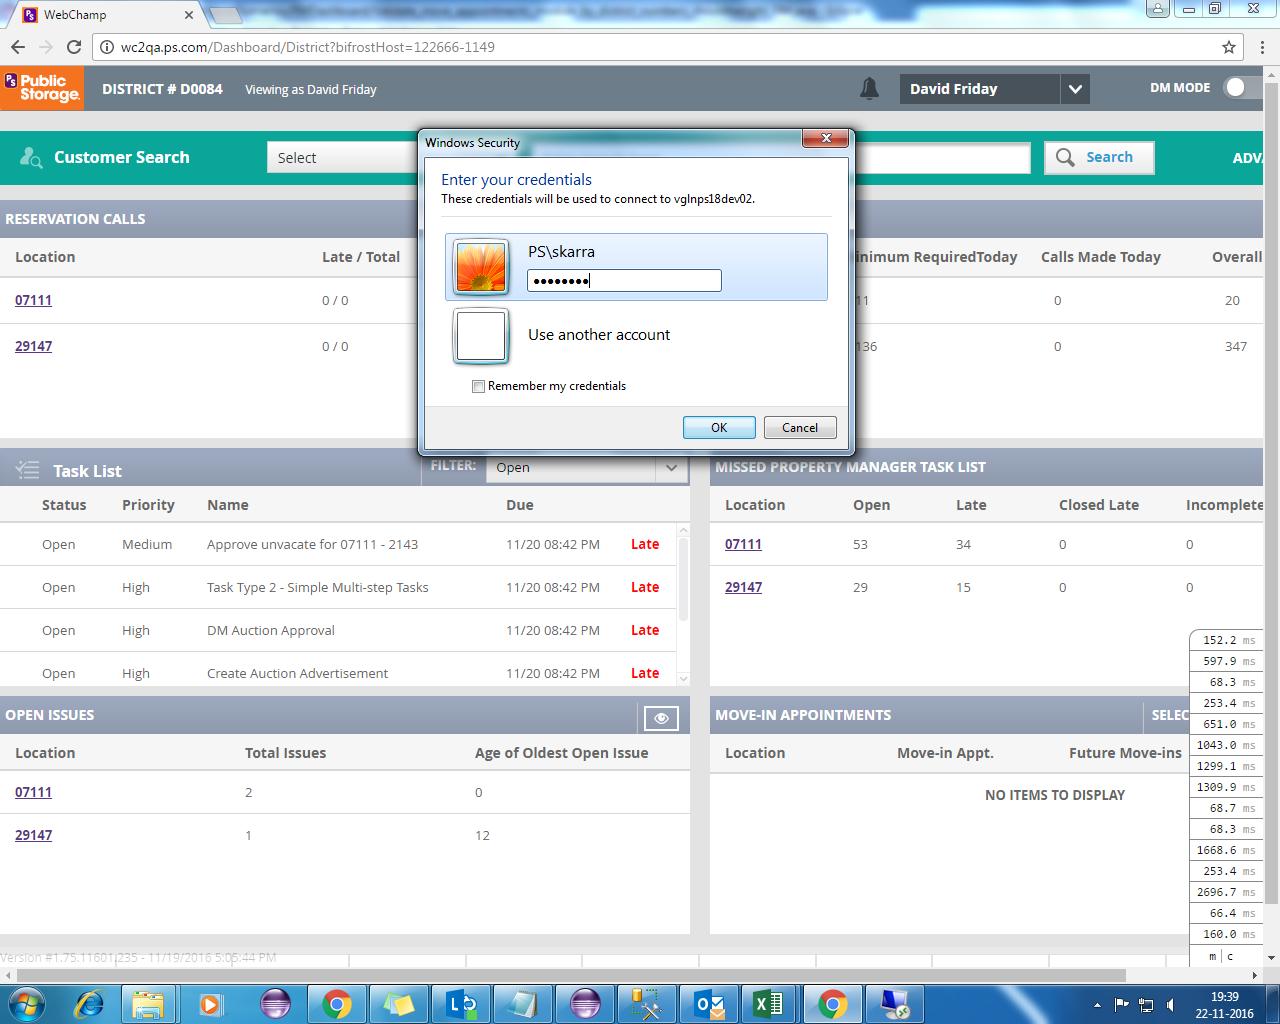 WebChamp
wc2qa.ps.com/Dashboard/District?bifrostHost=122666-1149
PS Public Storage. DISTRICT # D0084 Viewing as David Friday David Friday DM MODE
Customer Search Select Search ADVA
Windows Security
Enter your credentials
These credentials will be used to connect to vglnps18dev02.
PS\skarra
••••••••
Use another account
Remember my credentials
OK Cancel
RESERVATION CALLS
Location Late / Total
07111 0 / 0
29147 0 / 0
inimum RequiredToday Calls Made Today Overall
11 0 20
136 0 347
Task List FILTER: Open
Status Priority Name Due
Open Medium Approve unvacate for 07111 - 2143 11/20 08:42 PM Late
Open High Task Type 2 - Simple Multi-step Tasks 11/20 08:42 PM Late
Open High DM Auction Approval 11/20 08:42 PM Late
Open High Create Auction Advertisement 11/20 08:42 PM Late
MISSED PROPERTY MANAGER TASK LIST
Location Open Late Closed Late Incomplete
07111 53 34 0 0
29147 29 15 0 0
OPEN ISSUES
Location Total Issues Age of Oldest Open Issue
07111 2 0
29147 1 12
MOVE-IN APPOINTMENTS SELEC
Location Move-in Appt. Future Move-ins
NO ITEMS TO DISPLAY
152.2 ms
597.9 ms
68.3 ms
253.4 ms
651.0 ms
1043.0 ms
1299.1 ms
1309.9 ms
68.7 ms
68.3 ms
1668.6 ms
253.4 ms
2696.7 ms
66.4 ms
160.0 ms
m | c
Version #1.75.11601.235 - 11/19/2016 5:05:44 PM
19:39
22-11-2016